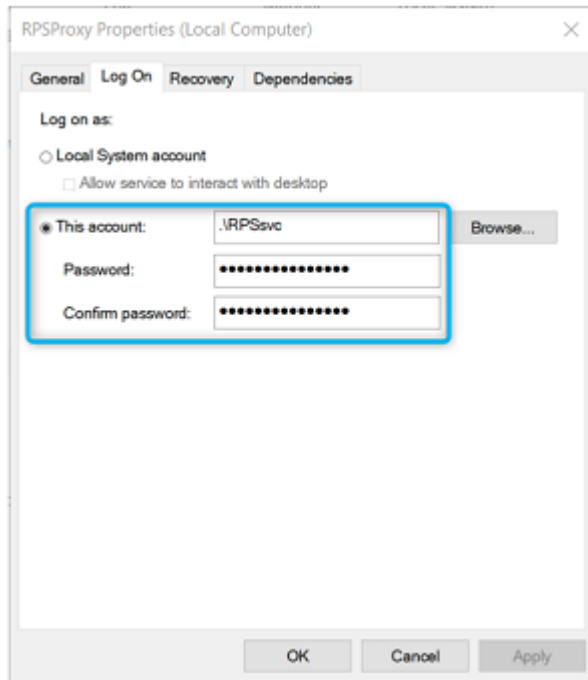 RPSProxy Properties (Local Computer)
General Log On Recovery Dependencies
Log on as:
Local System account
Allow service to interact with desktop
This account: .\RPSsvc Browse...
Password: •••••••••••••••
Confirm password: •••••••••••••••
OK Cancel Apply